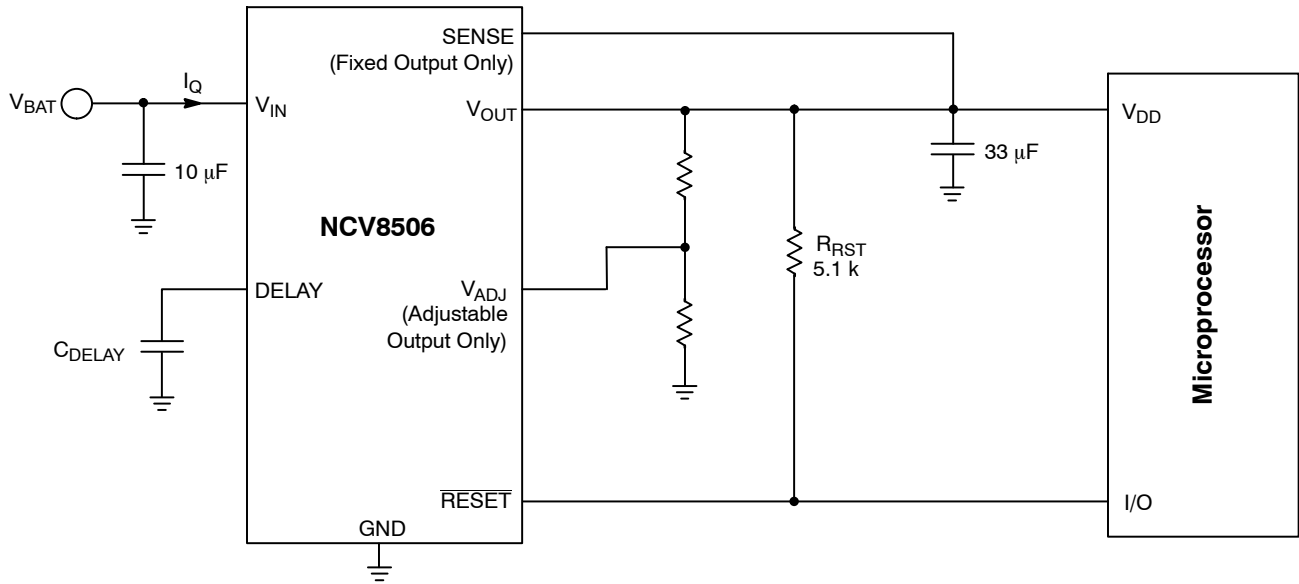 SENSE
(Fixed Output Only)
V_BAT
I_Q
V_IN
V_OUT
V_DD
10 μF
33 μF
NCV8506
R_RST
5.1 k
Microprocessor
DELAY
V_ADJ
(Adjustable
Output Only)
C_DELAY
RESET
I/O
GND